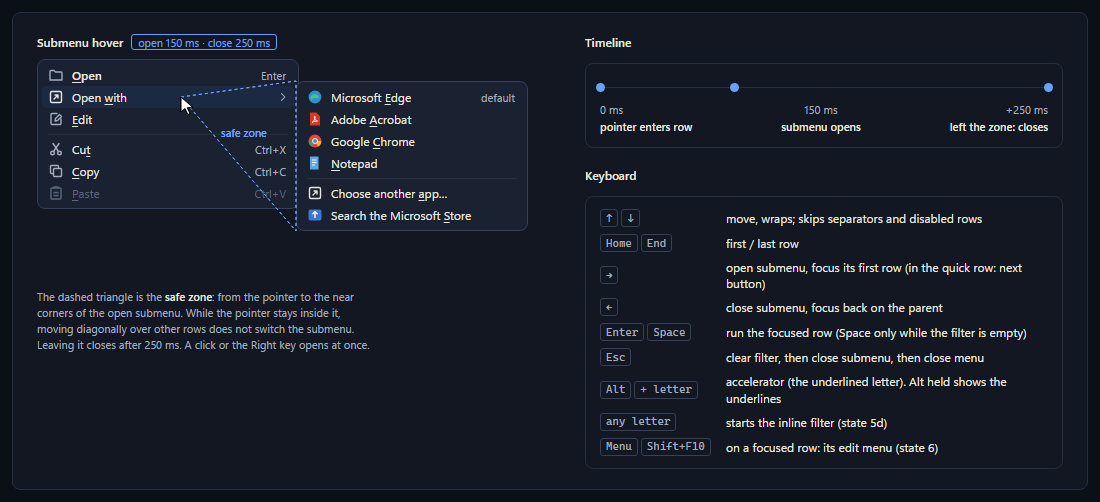 Submenu hover
open 150 ms · close 250 ms
Open Enter
Open with
Edit
safe zone
Cut Ctrl+X
Copy Ctrl+C
Paste Ctrl+V
Microsoft Edge default
Adobe Acrobat
Google Chrome
Notepad
Choose another app...
Search the Microsoft Store
The dashed triangle is the safe zone: from the pointer to the near
corners of the open submenu. While the pointer stays inside it,
moving diagonally over other rows does not switch the submenu.
Leaving it closes after 250 ms. A click or the Right key opens at once.
Timeline
0 ms 150 ms +250 ms
pointer enters row submenu opens left the zone: closes
Keyboard
↑ ↓ move, wraps; skips separators and disabled rows
Home End first / last row
→ open submenu, focus its first row (in the quick row: next
button)
← close submenu, focus back on the parent
Enter Space run the focused row (Space only while the filter is empty)
Esc clear filter, then close submenu, then close menu
Alt + letter accelerator (the underlined letter). Alt held shows the
underlines
any letter starts the inline filter (state 5d)
Menu Shift+F10 on a focused row: its edit menu (state 6)